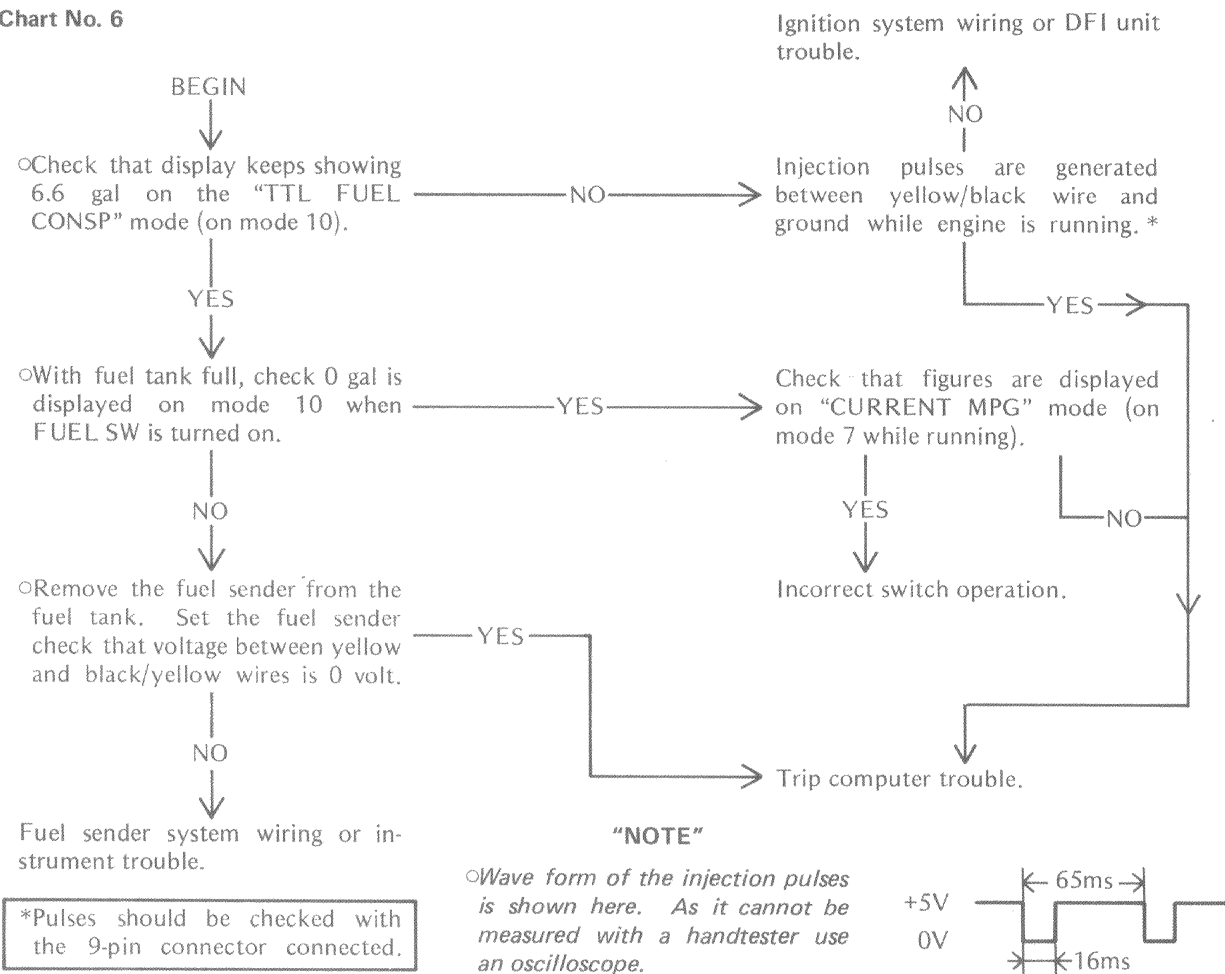 Chart No. 6
Ignition system wiring or DFI unit
trouble.
BEGIN
NO
○Check that display keeps showing
6.6 gal on the “TTL FUEL
CONSP” mode (on mode 10).
NO
Injection pulses are generated
between yellow/black wire and
ground while engine is running. *
YES
YES
○With fuel tank full, check 0 gal is
displayed on mode 10 when
FUEL SW is turned on.
YES
Check that figures are displayed
on “CURRENT MPG” mode (on
mode 7 while running).
NO
YES
NO
Incorrect switch operation.
○Remove the fuel sender from the
fuel tank. Set the fuel sender
check that voltage between yellow
and black/yellow wires is 0 volt.
YES
NO
Trip computer trouble.
Fuel sender system wiring or in-
strument trouble.
*Pulses should be checked with
the 9-pin connector connected.
“NOTE”
○Wave form of the injection pulses
is shown here. As it cannot be
measured with a handtester use
an oscilloscope.
65ms
+5V
0V
16ms